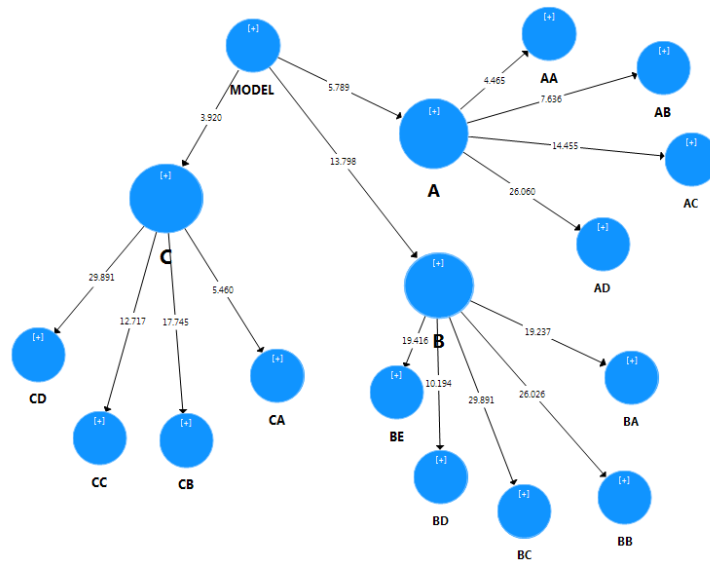 [+]
MODEL
[+]
AA
[+]
AB
[+]
A
[+]
AC
[+]
AD
[+]
C
[+]
B
[+]
CD
[+]
CC
[+]
CB
[+]
CA
[+]
BE
[+]
BD
[+]
BC
[+]
BB
[+]
BA
3.920
5.789
13.798
4.465
7.636
14.455
26.060
29.891
12.717
17.745
5.460
19.416
10.194
29.891
26.026
19.237